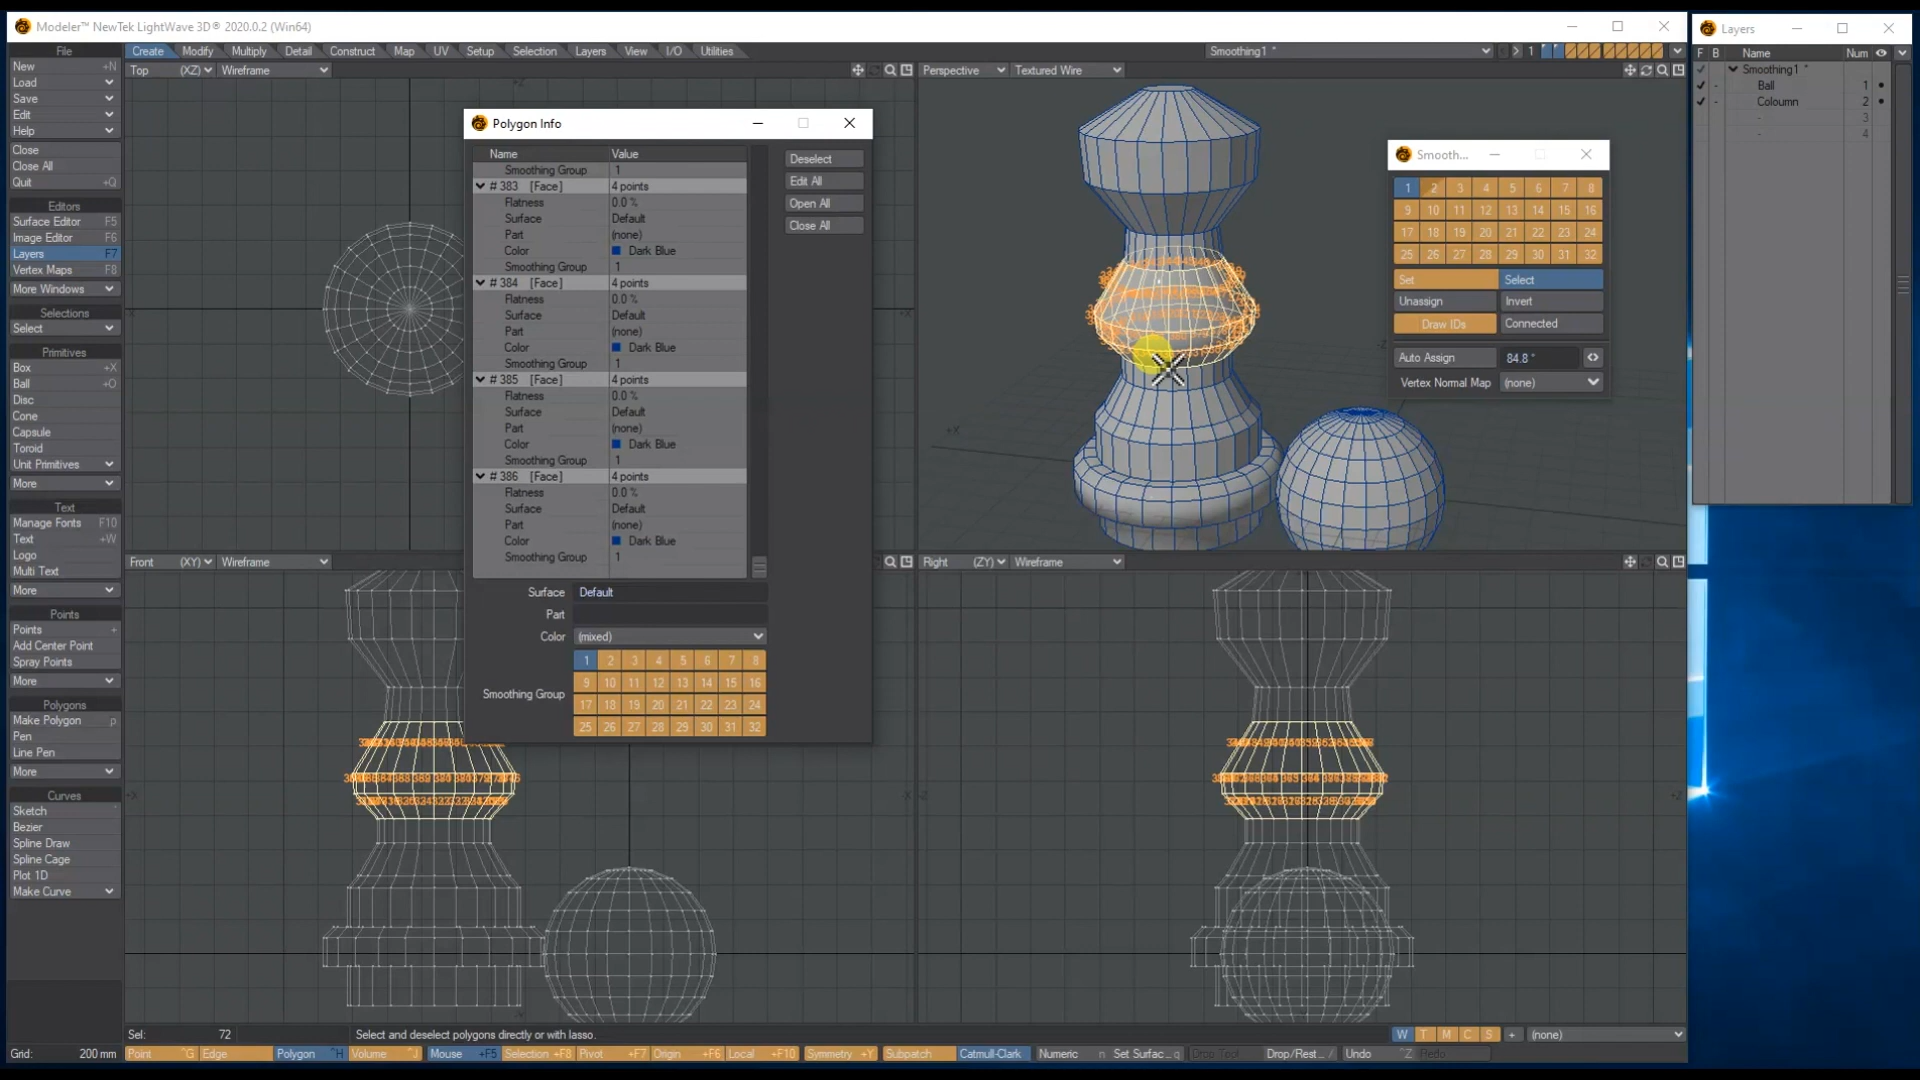 Modeler™ NewTek LightWave 3D® 2020.0.2 (Win64)
Layers
File
Create Modify Multiply Detail Construct Map UV Setup Selection Layers View I/O Utilities
Smoothing1 *
1
New +N
Load
Save
Edit
Help
Close
Close All
Quit +Q
Editors
Surface Editor F5
Image Editor F6
Layers F7
Vertex Maps F8
More Windows
Selections
Select
Primitives
Box +X
Ball +O
Disc
Cone
Capsule
Toroid
Unit Primitives
More
Text
Manage Fonts F10
Text +W
Logo
Multi Text
More
Points
Points +
Add Center Point
Spray Points
More
Polygons
Make Polygon p
Pen
Line Pen
More
Curves
Sketch
Bezier
Spline Draw
Spline Cage
Plot 1D
Make Curve
Top (XZ) Wireframe
Perspective Textured Wire
Front (XY) Wireframe
Right (ZY) Wireframe
Polygon Info
Name Value
Smoothing Group 1
# 383 [Face] 4 points
Flatness 0.0 %
Surface Default
Part (none)
Color Dark Blue
Smoothing Group 1
# 384 [Face] 4 points
Flatness 0.0 %
Surface Default
Part (none)
Color Dark Blue
Smoothing Group 1
# 385 [Face] 4 points
Flatness 0.0 %
Surface Default
Part (none)
Color Dark Blue
Smoothing Group 1
# 386 [Face] 4 points
Flatness 0.0 %
Surface Default
Part (none)
Color Dark Blue
Smoothing Group 1
Deselect
Edit All
Open All
Close All
Surface Default
Part
Color (mixed)
Smoothing Group
1 2 3 4 5 6 7 8
9 10 11 12 13 14 15 16
17 18 19 20 21 22 23 24
25 26 27 28 29 30 31 32
Smooth...
1 2 3 4 5 6 7 8
9 10 11 12 13 14 15 16
17 18 19 20 21 22 23 24
25 26 27 28 29 30 31 32
Set Select
Unassign Invert
Draw IDs Connected
Auto Assign 84.8 °
Vertex Normal Map (none)
F B Name Num
Smoothing1 *
Ball 1
Coloumn 2
- 3
- 4
Sel: 72 Select and deselect polygons directly or with lasso.
W T M C S + (none)
Grid: 200 mm
Point ^G Edge Polygon ^H Volume ^J Mouse +F5 Selection +F8 Pivot +F7 Origin +F6 Local +F10 Symmetry +Y Subpatch Catmull-Clark Numeric n Set Surfac... q Drop Tool Drop/Rest... / Undo ^Z Redo